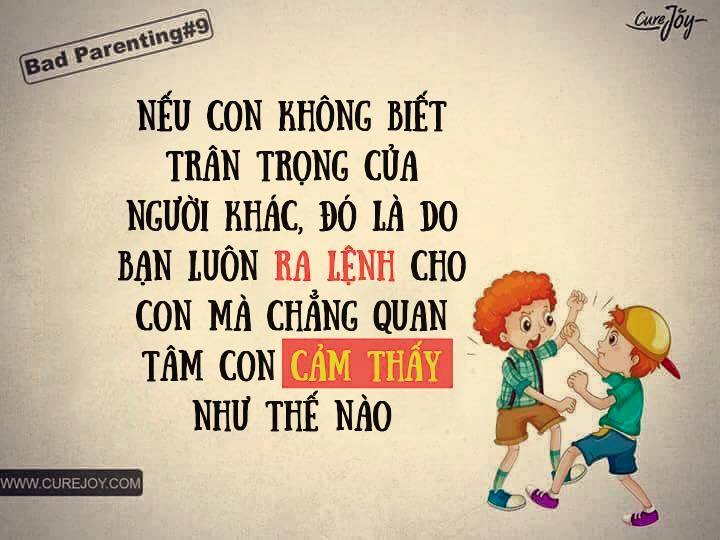 Bad Parenting#9
CureJoy
NẾU CON KHÔNG BIẾT
TRÂN TRỌNG CỦA
NGƯỜI KHÁC, ĐÓ LÀ DO
BẠN LUÔN RA LỆNH CHO
CON MÀ CHẲNG QUAN
TÂM CON CẢM THẤY
NHƯ THẾ NÀO
WWW.CUREJOY.COM